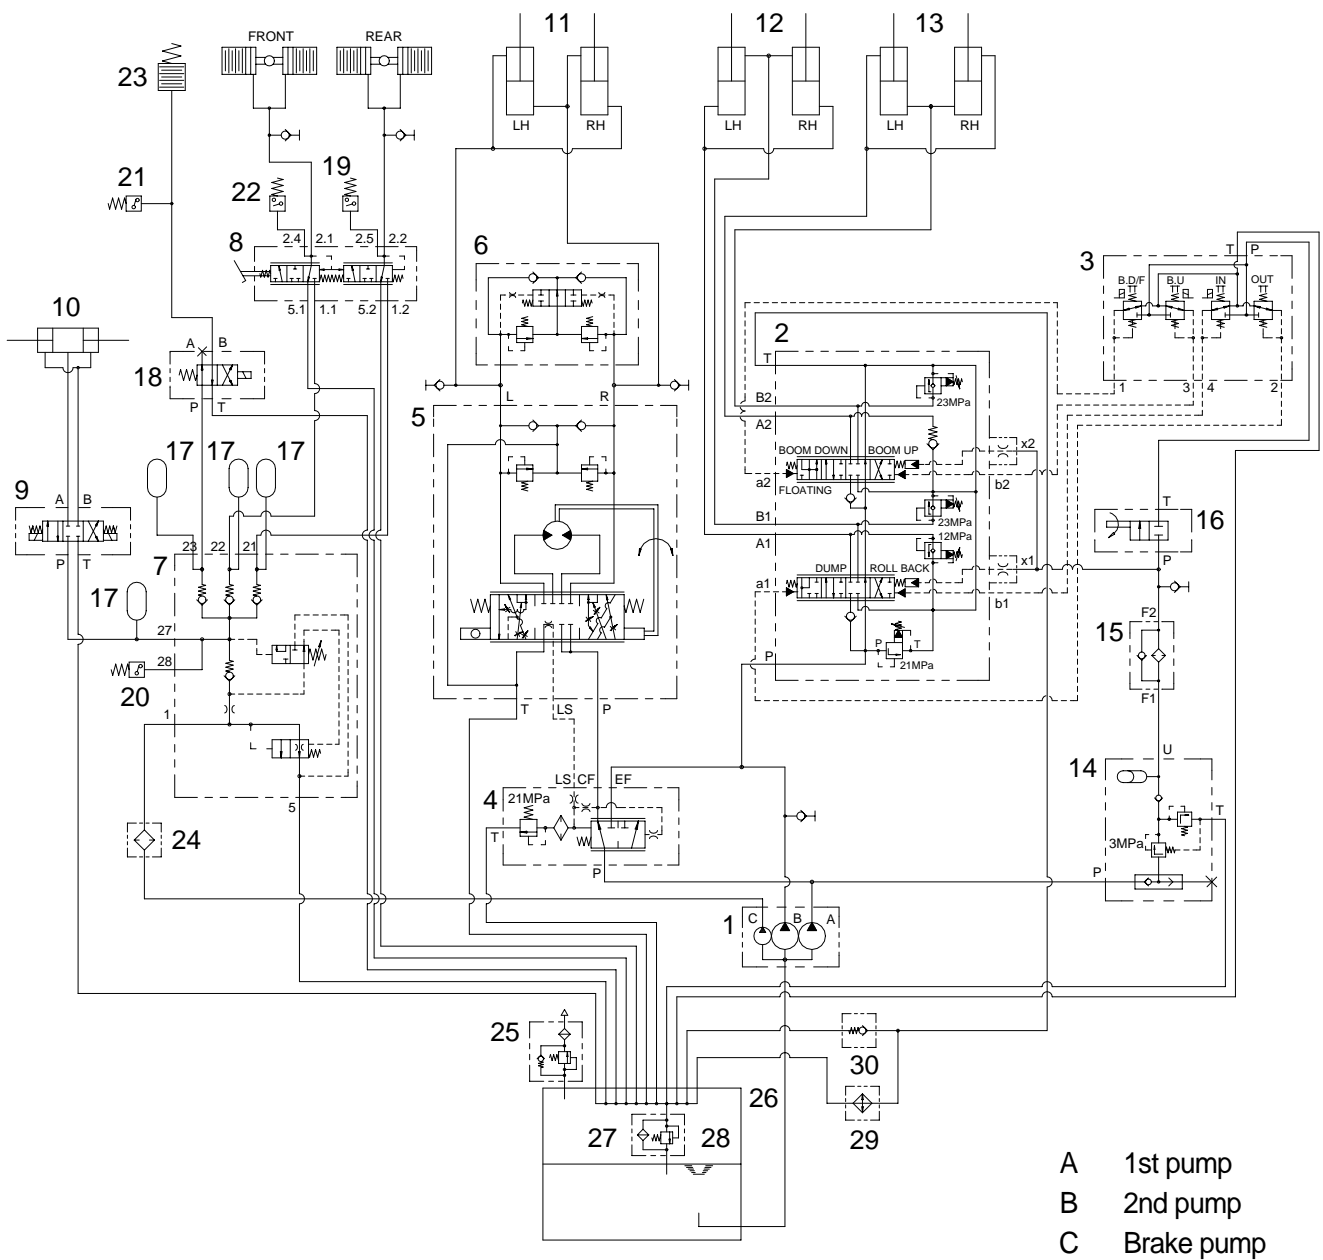 11 12 13
FRONT REAR
23
LH RH LH RH LH RH
21 22 19
2.4 2.1 2.5 2.2
8 6 3
T P
B.D/F B.U IN OUT
5.1 1.1 5.2 1.2
10
2
A B
T
18
L R
1 3 4 2
P T
B2
23MPa
5
A2
17 17 17
BOOM DOWN BOOM UP x2
a2 b2
FLOATING
9 A B
T
16
B1 23MPa
12MPa
A1
P T
23 22 21
7
P
DUMP ROLL BACK x1
a1 b1
17
27
F2
15
P T
21MPa
28
P
20
F1
1
T LS P
U
14
LS CF EF
4 21MPa
5
T
T
24
3MPa
P
P
1 C B A
25
30
26
27 28
29
A 1st pump
B 2nd pump
C Brake pump